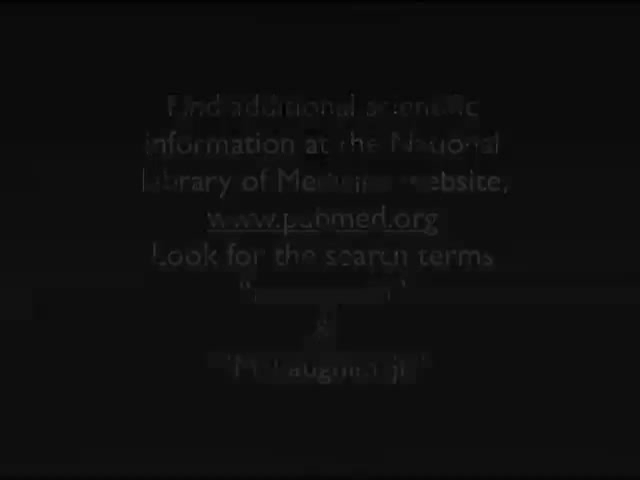 Find additional scientific
information at the National
Library of Medicine website,
www.pubmed.org
Look for the search terms
&